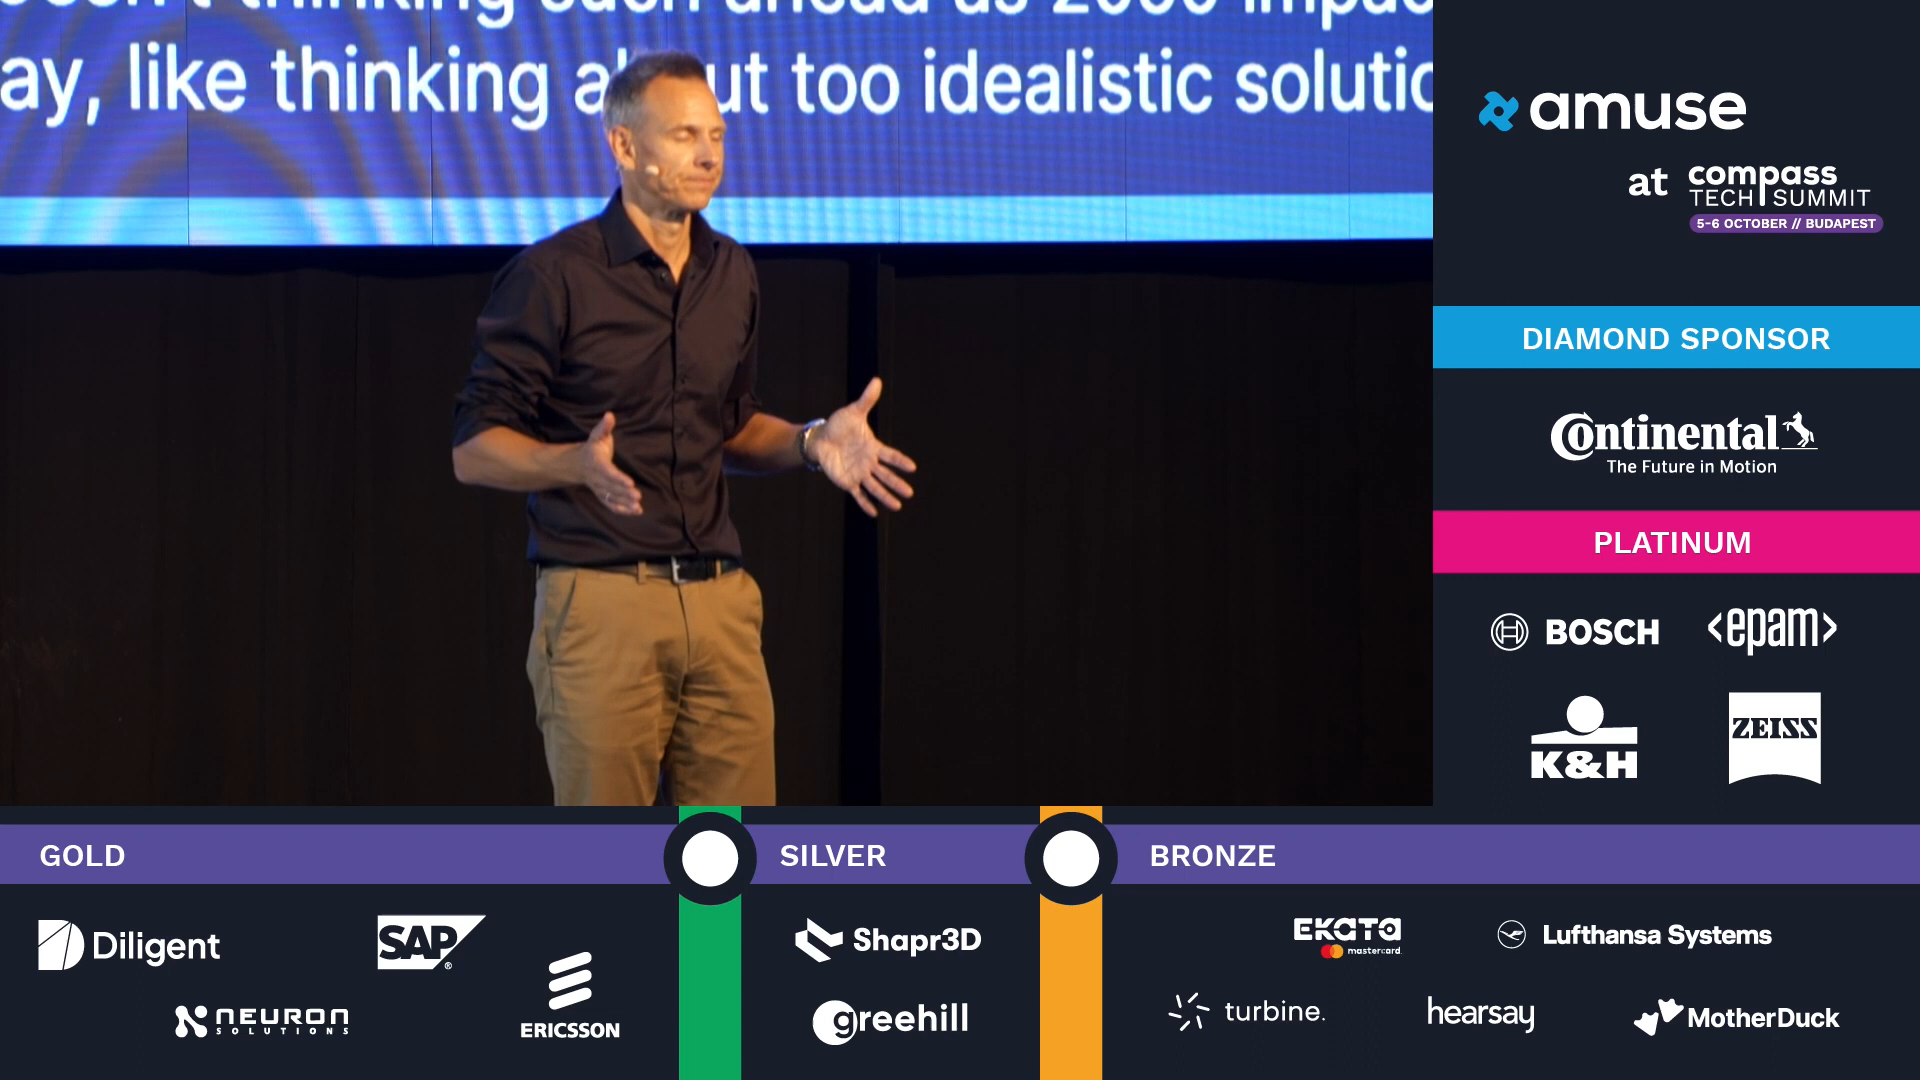 ay, like thinking a ut too idealistic solutio
amuse
at compass
TECH SUMMIT
5-6 OCTOBER // BUDAPEST
DIAMOND SPONSOR
Continental
The Future in Motion
PLATINUM
BOSCH
<epam>
K&H
ZEISS
GOLD
SILVER
BRONZE
Diligent
SAP®
NEURON
SOLUTIONS
ERICSSON
Shapr3D
greehill
EKATA
mastercard.
Lufthansa Systems
turbine.
hearsay
MotherDuck